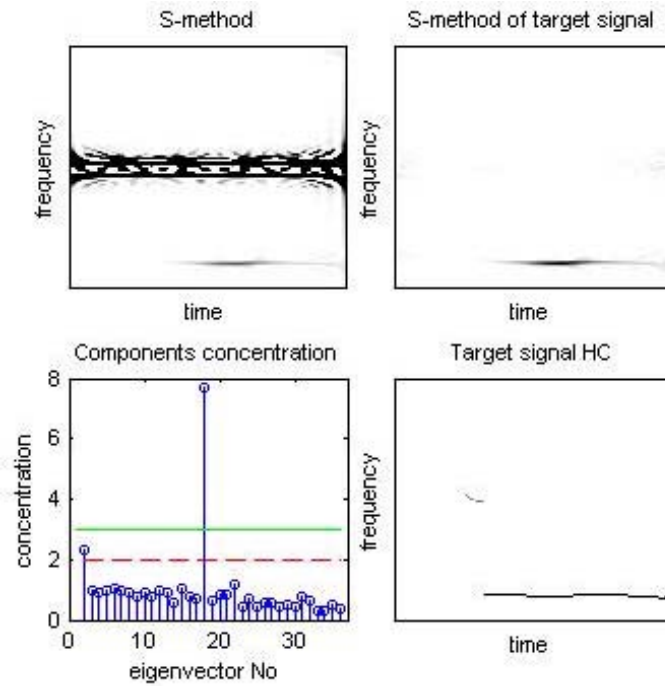 S-method
frequency
time
S-method of target signal
frequency
time
Components concentration
concentration
8
6
4
2
0
0
10
20
30
eigenvector No
Target signal HC
frequency
time